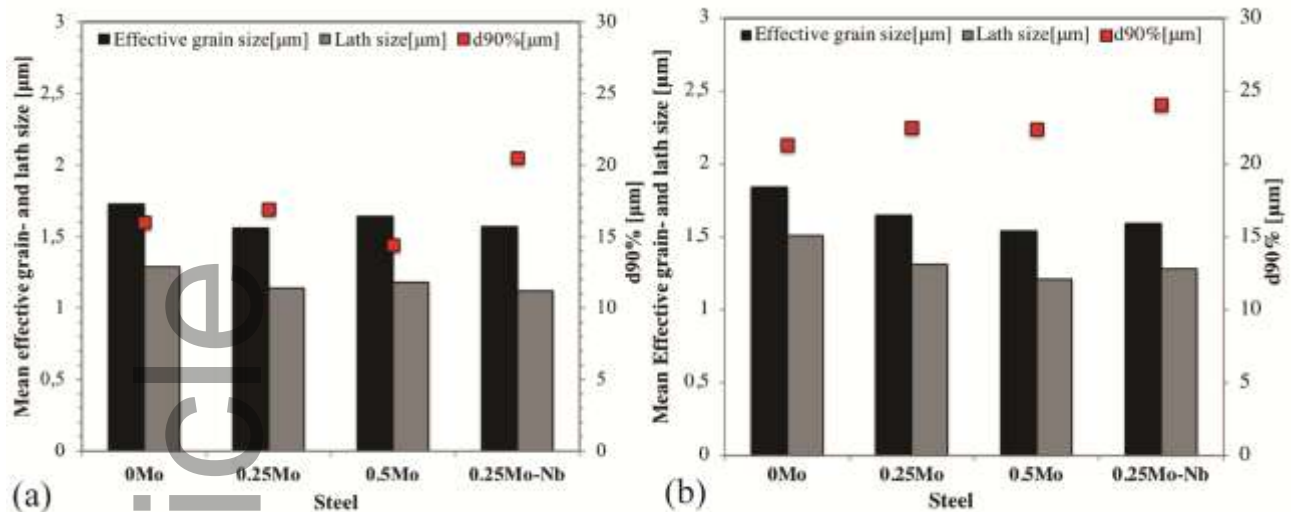 Effective grain size[µm] Lath size[µm] d90%[µm]
Mean effective grain- and lath size [µm]
3
2,5
2
1,5
1
0,5
0
30
25
20
15
10
5
0
d90% [µm]
0Mo 0.25Mo 0.5Mo 0.25Mo-Nb
Steel
(a)
icle
Effective grain size[µm] Lath size[µm] d90%[µm]
Mean Effective grain- and lath size [µm]
3
2.5
2
1.5
1
0.5
0
30
25
20
15
10
5
0
d90% [µm]
0Mo 0.25Mo 0.5Mo 0.25Mo-Nb
Steel
(b)